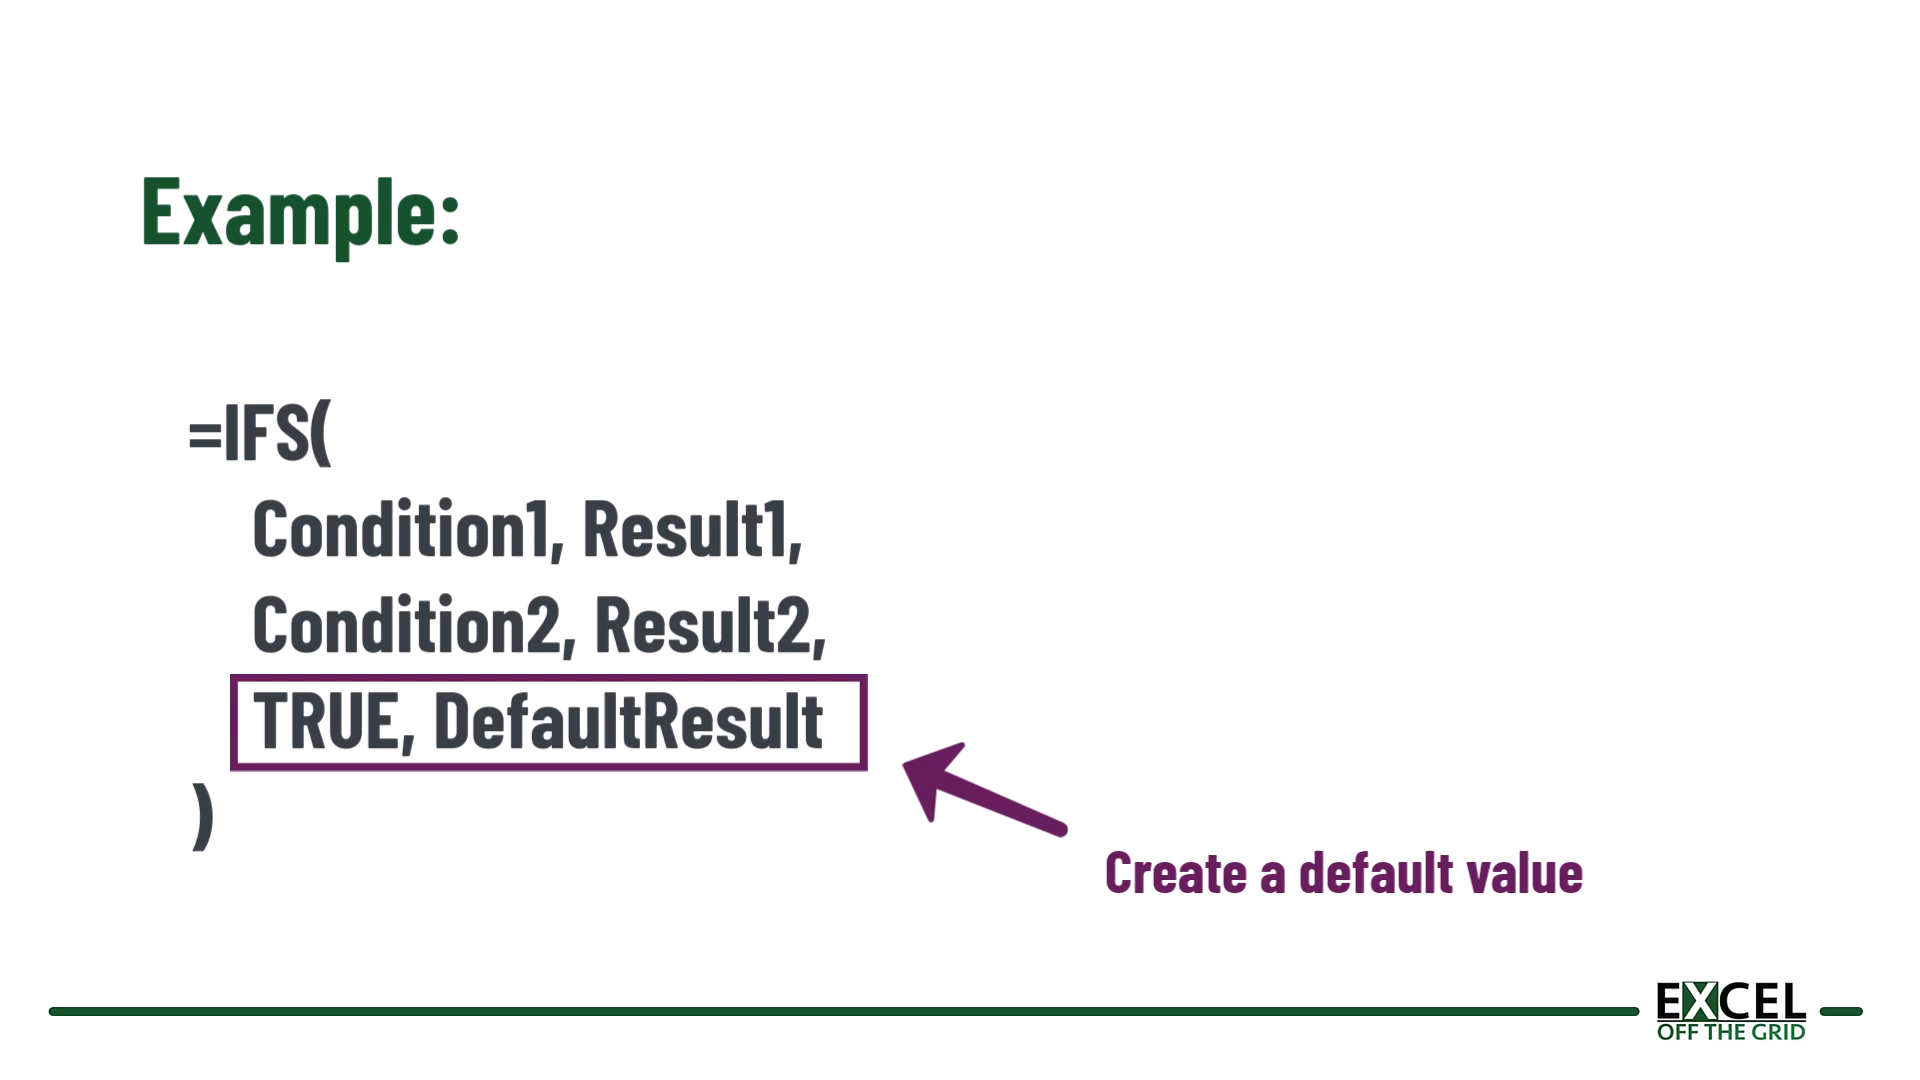 Example:
=IFS(
Condition1, Result1,
Condition2, Result2,
TRUE, DefaultResult
)
Create a default value
EXCEL
OFF THE GRID